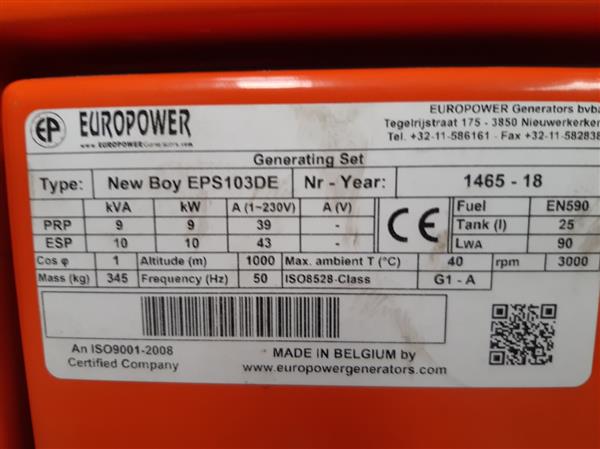 EP EUROPOWER
www.EUROPOWERGenerators.com
EUROPOWER Generators bvba
Tegelrijstraat 175 - 3850 Nieuwerkerken
Tel. +32-11-586161 - Fax +32-11-582838
Generating Set
Type: New Boy EPS103DE Nr - Year: 1465 - 18
kVA kW A (1~230V) A (V) CE Fuel EN590
PRP 9 9 39 - Tank (l) 25
ESP 10 10 43 - LWA 90
Cos φ 1 Altitude (m) 1000 Max. ambient T (°C) 40 rpm 3000
Mass (kg) 345 Frequency (Hz) 50 ISO8528-Class G1 - A
An ISO9001-2008
Certified Company
MADE IN BELGIUM by
www.europowergenerators.com